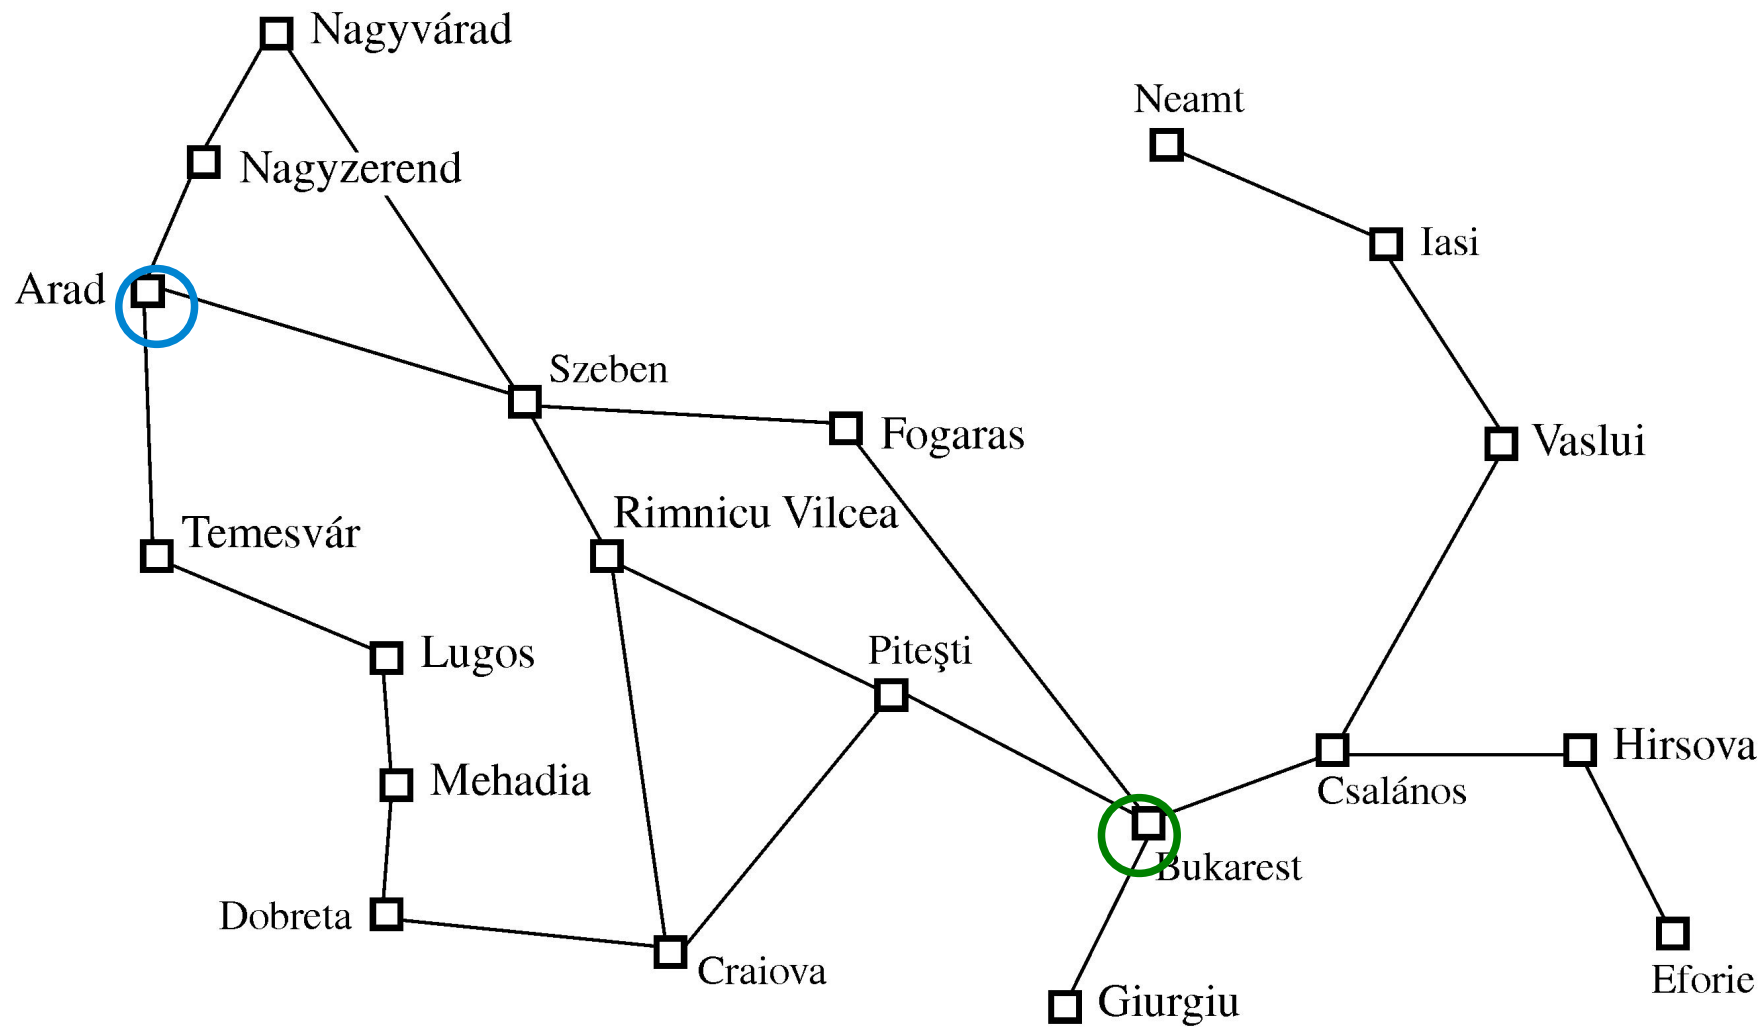 Nagyvárad
Neamt
Nagyzerend
Iasi
Arad
Szeben
Fogaras
Vaslui
Rimnicu Vilcea
Temesvár
Lugos
Piteşti
Hirsova
Mehadia
Csalános
Bukarest
Dobreta
Craiova
Eforie
Giurgiu